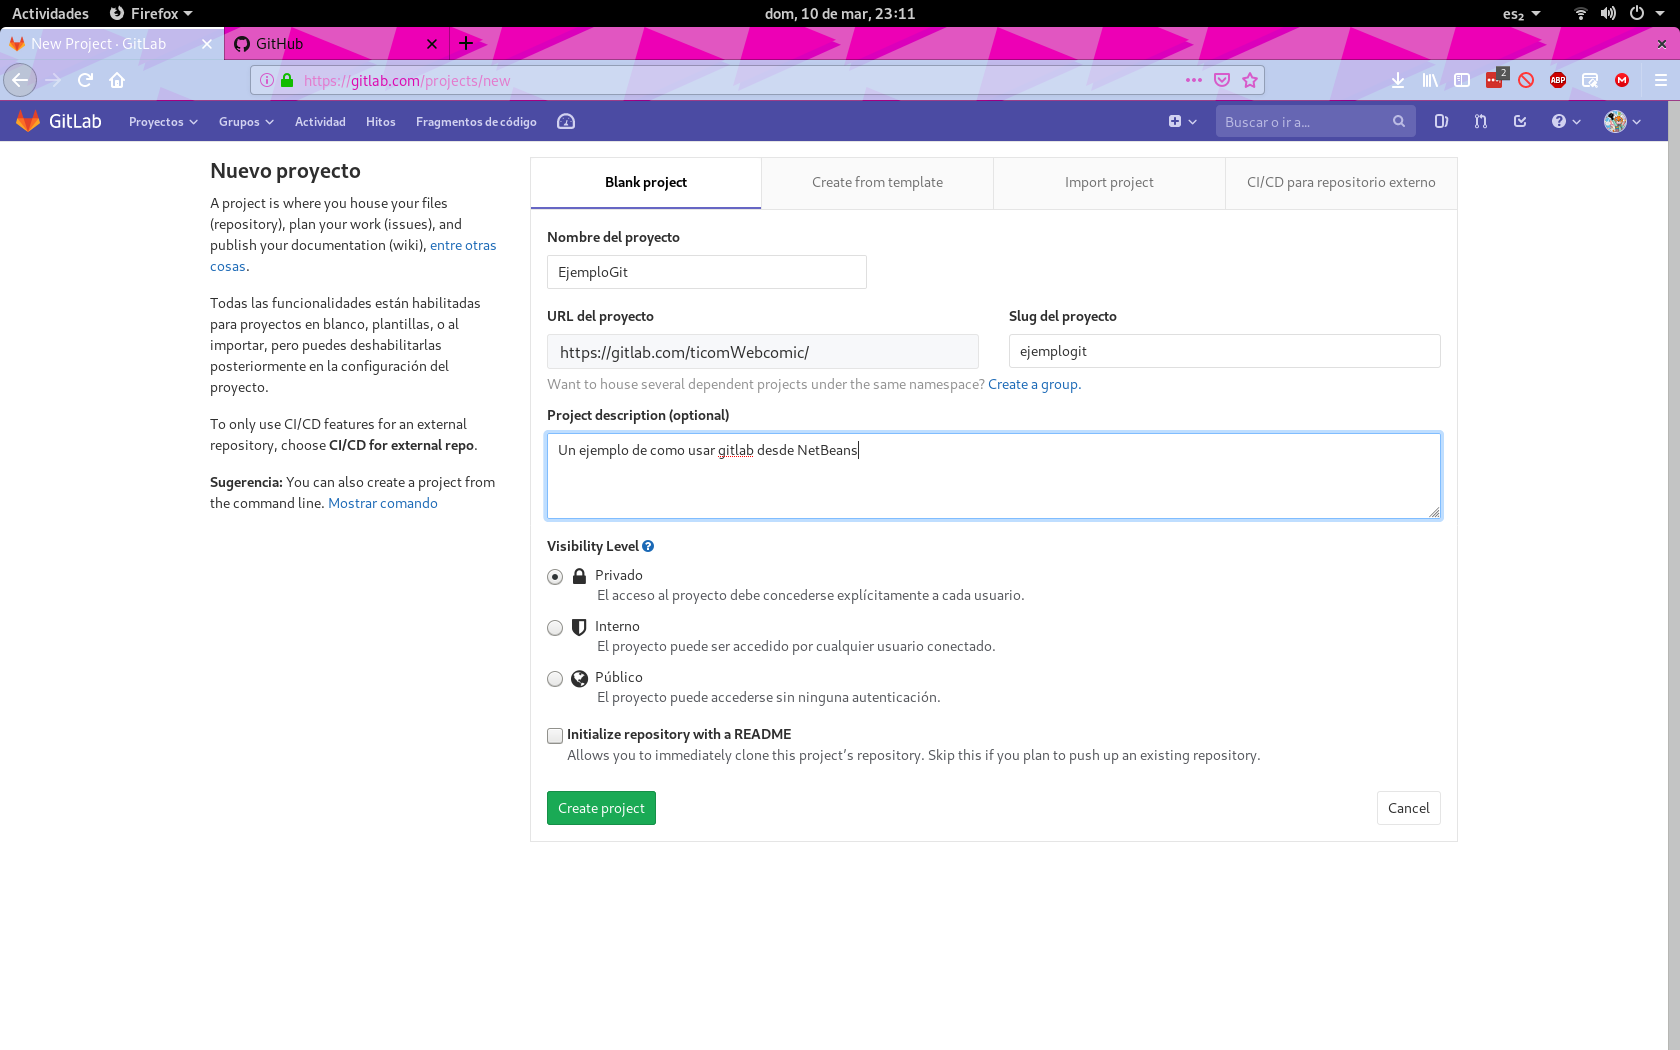 Actividades Firefox dom, 10 de mar, 23:11 es₂
New Project · GitLab GitHub
https://gitlab.com/projects/new 2 ABP M
GitLab Proyectos Grupos Actividad Hitos Fragmentos de código Buscar o ir a...
Nuevo proyecto
A project is where you house your files
(repository), plan your work (issues), and
publish your documentation (wiki), entre otras
cosas.
Todas las funcionalidades están habilitadas
para proyectos en blanco, plantillas, o al
importar, pero puedes deshabilitarlas
posteriormente en la configuración del
proyecto.
To only use CI/CD features for an external
repository, choose CI/CD for external repo.
Sugerencia: You can also create a project from
the command line. Mostrar comando
Blank project Create from template Import project CI/CD para repositorio externo
Nombre del proyecto
EjemploGit
URL del proyecto Slug del proyecto
https://gitlab.com/ticomWebcomic/ ejemplogit
Want to house several dependent projects under the same namespace? Create a group.
Project description (optional)
Un ejemplo de como usar gitlab desde NetBeans
Visibility Level
Privado
El acceso al proyecto debe concederse explícitamente a cada usuario.
Interno
El proyecto puede ser accedido por cualquier usuario conectado.
Público
El proyecto puede accederse sin ninguna autenticación.
Initialize repository with a README
Allows you to immediately clone this project’s repository. Skip this if you plan to push up an existing repository.
Create project Cancel